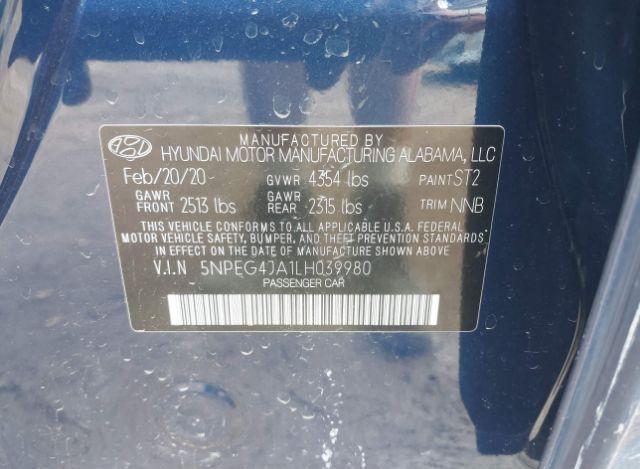 MANUFACTURED BY
HYUNDAI MOTOR MANUFACTURING ALABAMA, LLC
Feb/20/20 GVWR 4354 lbs PAINT ST2
GAWR FRONT 2513 lbs GAWR REAR 2315 lbs TRIM NNB
THIS VEHICLE CONFORMS TO ALL APPLICABLE U.S.A. FEDERAL
MOTOR VEHICLE SAFETY, BUMPER, AND THEFT PREVENTION STANDARDS
IN EFFECT ON THE DATE OF MANUFACTURE SHOWN ABOVE
V.I.N 5NPEG4JA1LH039980
PASSENGER CAR